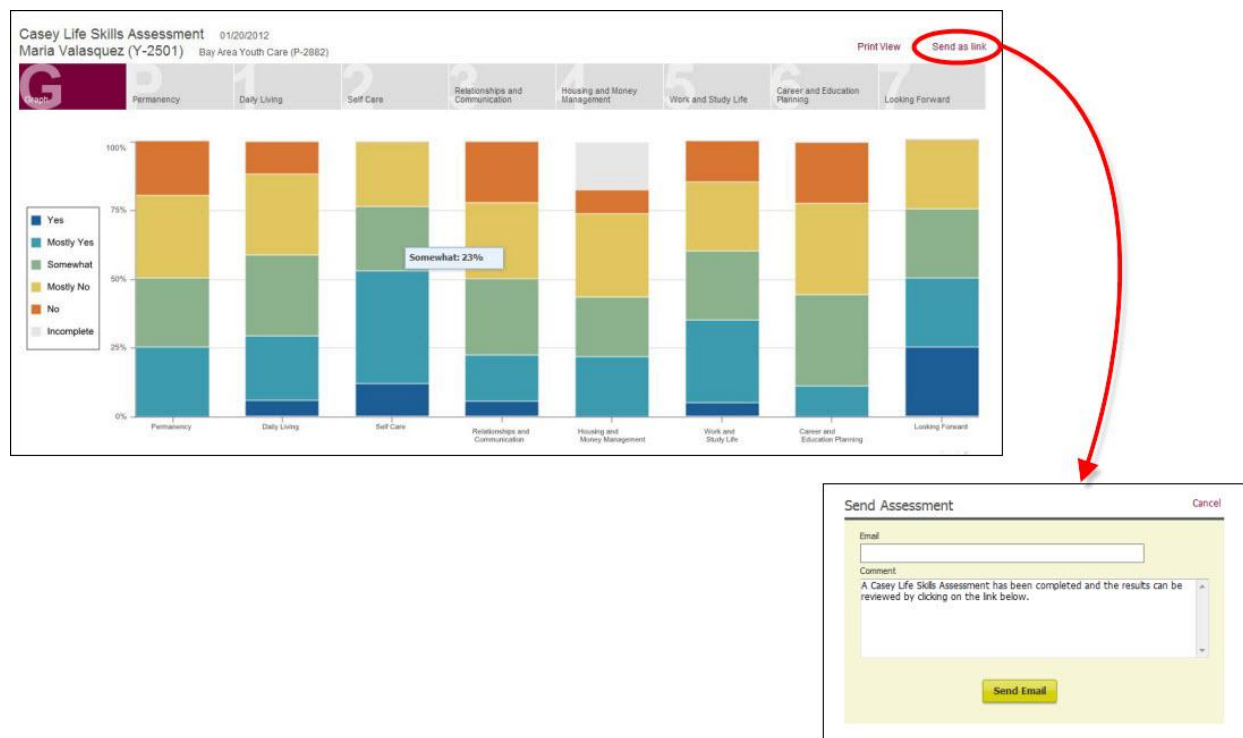 Casey Life Skills Assessment 01/20/2012
Maria Valasquez (Y-2501) Bay Area Youth Care (P-2882)
Print View Send as link
G P 1 2 3 4 5 6 7
Graph
Permanency
Daily Living
Self Care
Relationships and
Communication
Housing and Money
Management
Work and Study Life
Career and Education
Planning
Looking Forward
100%
75%
50%
25%
0%
Yes
Mostly Yes
Somewhat
Mostly No
No
Incomplete
Somewhat: 23%
Permanency
Daily Living
Self Care
Relationships and
Communication
Housing and
Money Management
Work and
Study Life
Career and
Education Planning
Looking Forward
Send Assessment Cancel
Email
Comment
A Casey Life Skills Assessment has been completed and the results can be
reviewed by clicking on the link below.
Send Email